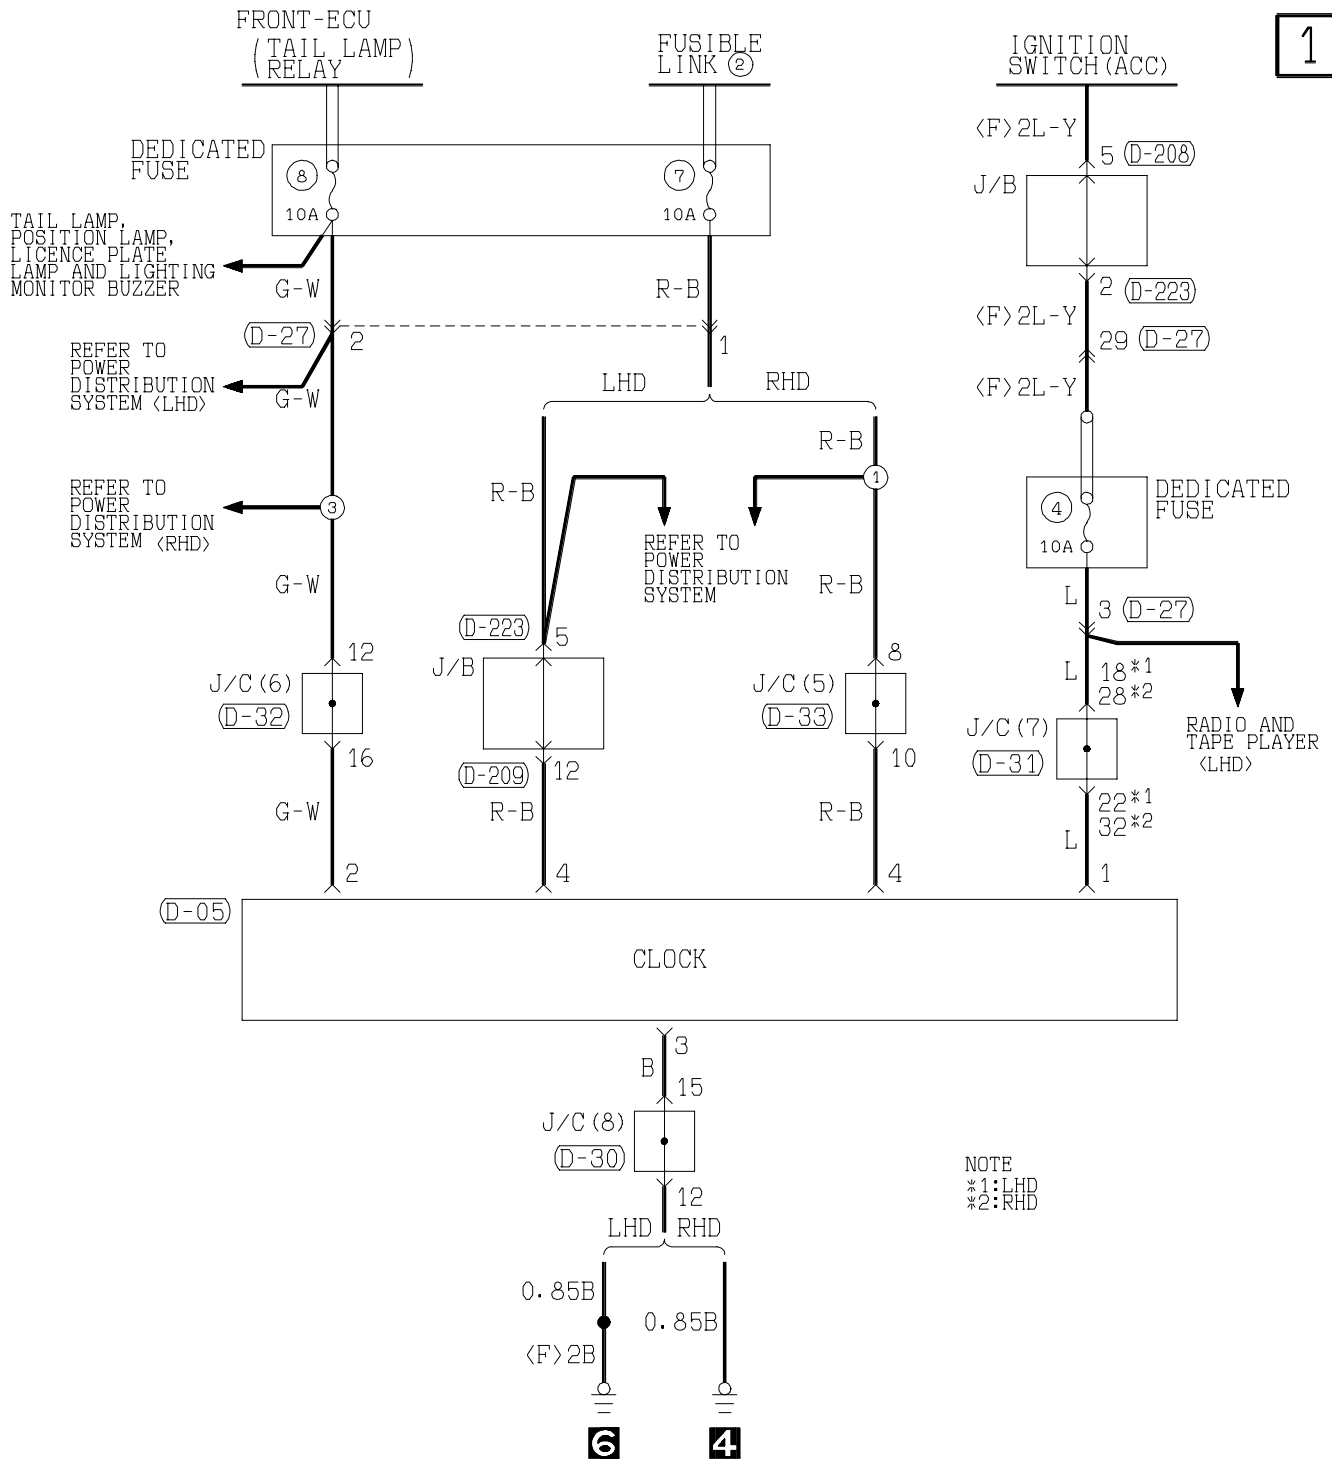 1
FRONT-ECU
(TAIL LAMP
RELAY)
FUSIBLE
LINK ②
IGNITION
SWITCH(ACC)
<F>2L-Y
5 (D-208)
DEDICATED
FUSE
8
10A
7
10A
J/B
TAIL LAMP,
POSITION LAMP,
LICENCE PLATE
LAMP AND LIGHTING
MONITOR BUZZER
G-W
R-B
2 (D-223)
<F>2L-Y
(D-27) 2
1
29 (D-27)
REFER TO
POWER
DISTRIBUTION
SYSTEM <LHD>
G-W
LHD
RHD
<F>2L-Y
R-B
REFER TO
POWER
DISTRIBUTION
SYSTEM <RHD>
3
R-B
1
DEDICATED
FUSE
4
10A
REFER TO
POWER
DISTRIBUTION
SYSTEM
G-W
R-B
L
3 (D-27)
(D-223) 5
12
J/B
8
J/C(6)
(D-32)
J/C(5)
(D-33)
L
18*1
28*2
RADIO AND
TAPE PLAYER
<LHD>
J/C(7)
(D-31)
16
(D-209) 12
10
G-W
R-B
R-B
22*1
32*2
L
2
4
4
1
(D-05)
CLOCK
3
B
15
J/C(8)
(D-30)
12
NOTE
*1:LHD
*2:RHD
LHD
RHD
0.85B
0.85B
<F>2B
6
4